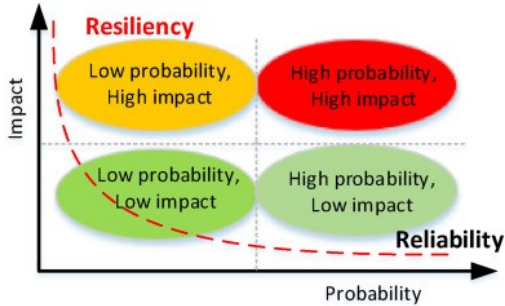 Resiliency
Low probability,
High impact
High probability,
High impact
Impact
Low probability,
Low impact
High probability,
Low impact
Reliability
Probability